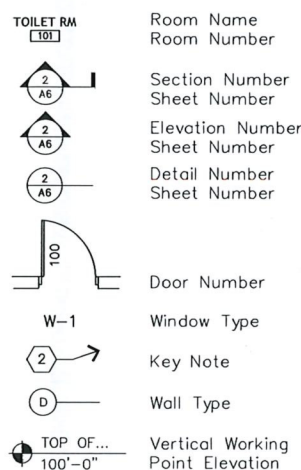 TOILET RM Room Name
101 Room Number
2 Section Number
A6 Sheet Number
2 Elevation Number
A6 Sheet Number
2 Detail Number
A6 Sheet Number
100
Door Number
W-1 Window Type
2 Key Note
D Wall Type
TOP OF... Vertical Working
100'-0" Point Elevation